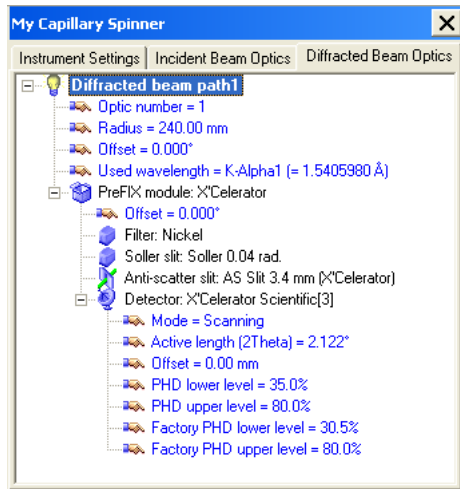 My Capillary Spinner
Instrument Settings Incident Beam Optics Diffracted Beam Optics
Diffracted beam path1
Optic number = 1
Radius = 240.00 mm
Offset = 0.000°
Used wavelength = K-Alpha1 (= 1.5405980 Å)
PreFIX module: X'Celerator
Offset = 0.000°
Filter: Nickel
Soller slit: Soller 0.04 rad.
Anti-scatter slit: AS Slit 3.4 mm (X'Celerator)
Detector: X'Celerator Scientific[3]
Mode = Scanning
Active length (2Theta) = 2.122°
Offset = 0.00 mm
PHD lower level = 35.0%
PHD upper level = 80.0%
Factory PHD lower level = 30.5%
Factory PHD upper level = 80.0%